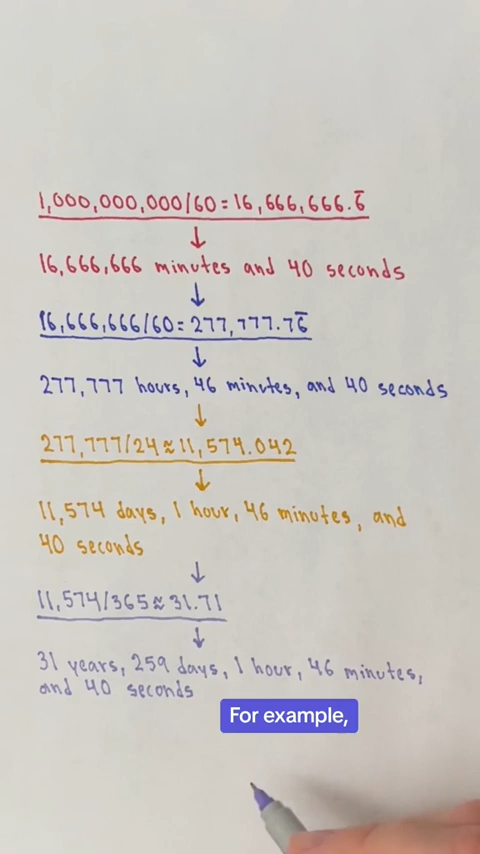 1,000,000,000/60=16,666,666.6̅
↓
16,666,666 minutes and 40 seconds
↓
16,666,666/60=277,777.76̅
↓
277,777 hours, 46 minutes, and 40 seconds
↓
277,777/24≈11,574.042
↓
11,574 days, 1 hour, 46 minutes, and
40 seconds
↓
11,574/365≈31.71
↓
31 years, 259 days, 1 hour, 46 minutes,
and 40 seconds
For example,